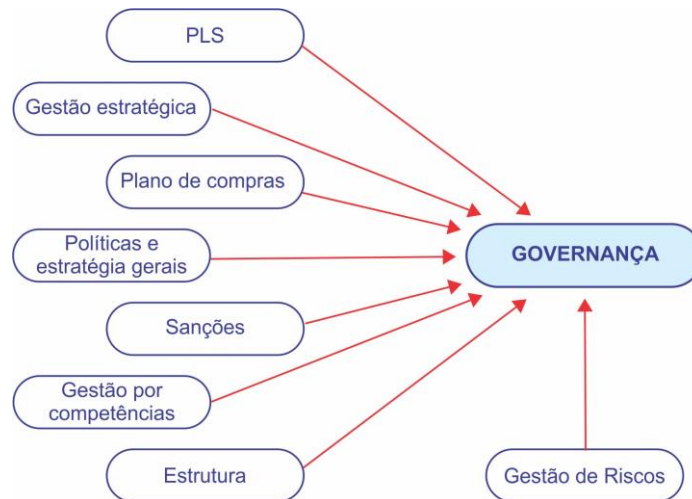 PLS
Gestão estratégica
Plano de compras
Políticas e
estratégia gerais
GOVERNANÇA
Sanções
Gestão por
competências
Estrutura
Gestão de Riscos